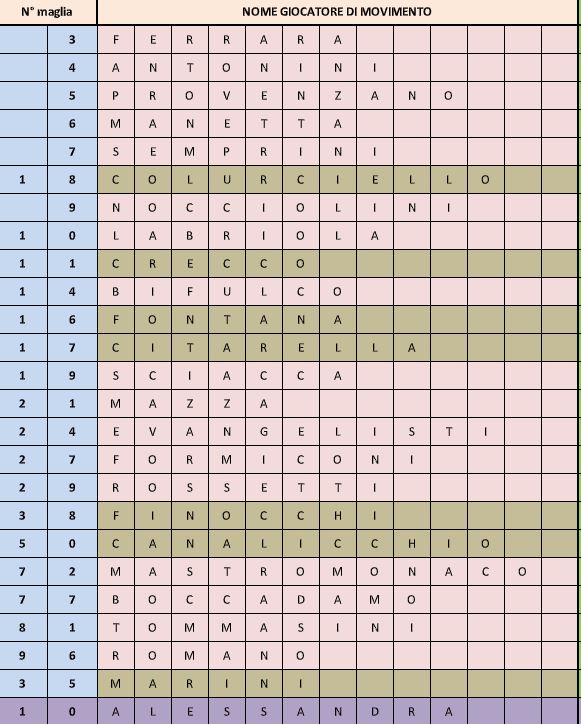 N° maglia NOME GIOCATORE DI MOVIMENTO
3 F E R R A R A
4 A N T O N I N I
5 P R O V E N Z A N O
6 M A N E T T A
7 S E M P R I N I
1 8 C O L U R C I E L L O
9 N O C C I O L I N I
1 0 L A B R I O L A
1 1 C R E C C O
1 4 B I F U L C O
1 6 F O N T A N A
1 7 C I T A R E L L A
1 9 S C I A C C A
2 1 M A Z Z A
2 4 E V A N G E L I S T I
2 7 F O R M I C O N I
2 9 R O S S E T T I
3 8 F I N O C C H I
5 0 C A N A L I C C H I O
7 2 M A S T R O M O N A C O
7 7 B O C C A D A M O
8 1 T O M M A S I N I
9 6 R O M A N O
3 5 M A R I N I
1 0 A L E S S A N D R A